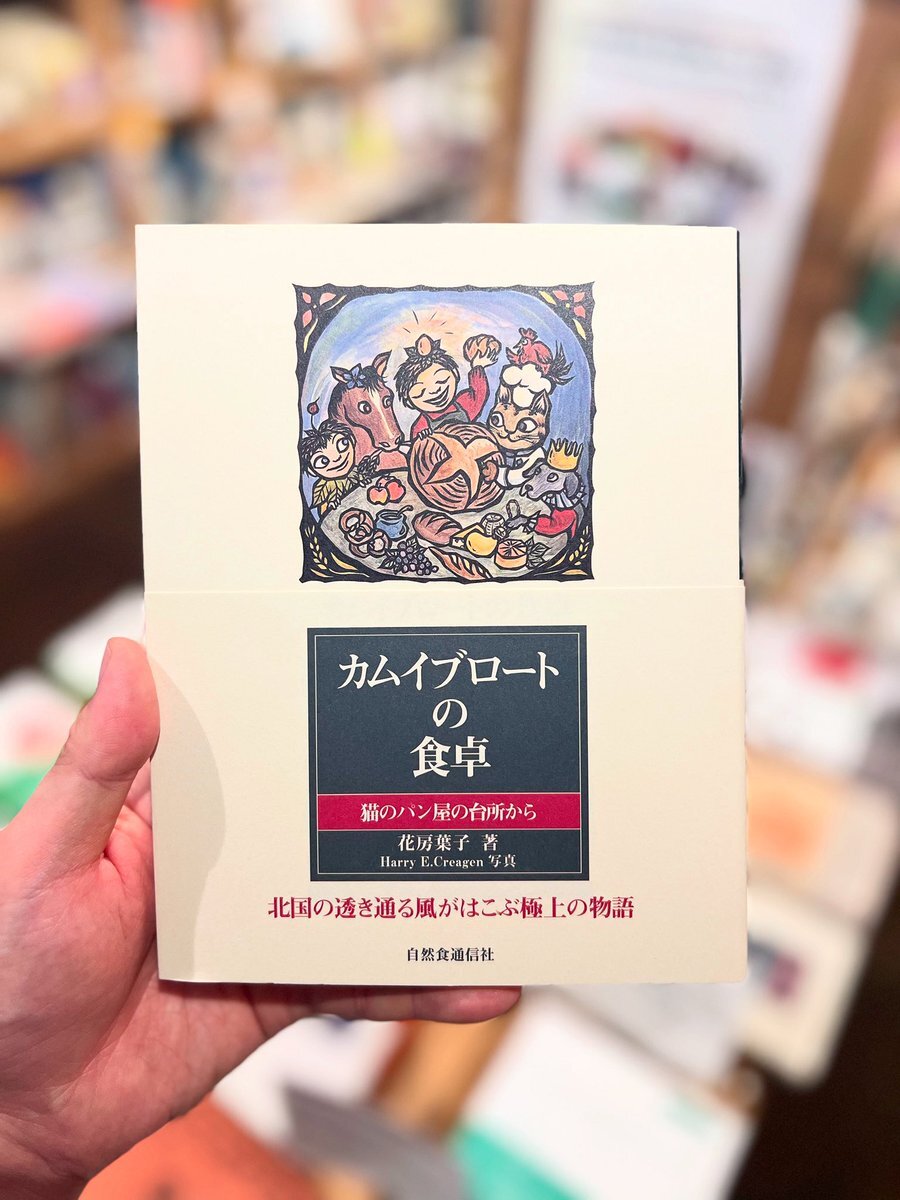 カムイブロート
の
食卓
猫のパン屋の台所から
花房葉子 著
Harry E.Creagen 写真
北国の透き通る風がはこぶ極上の物語
自然食通信社